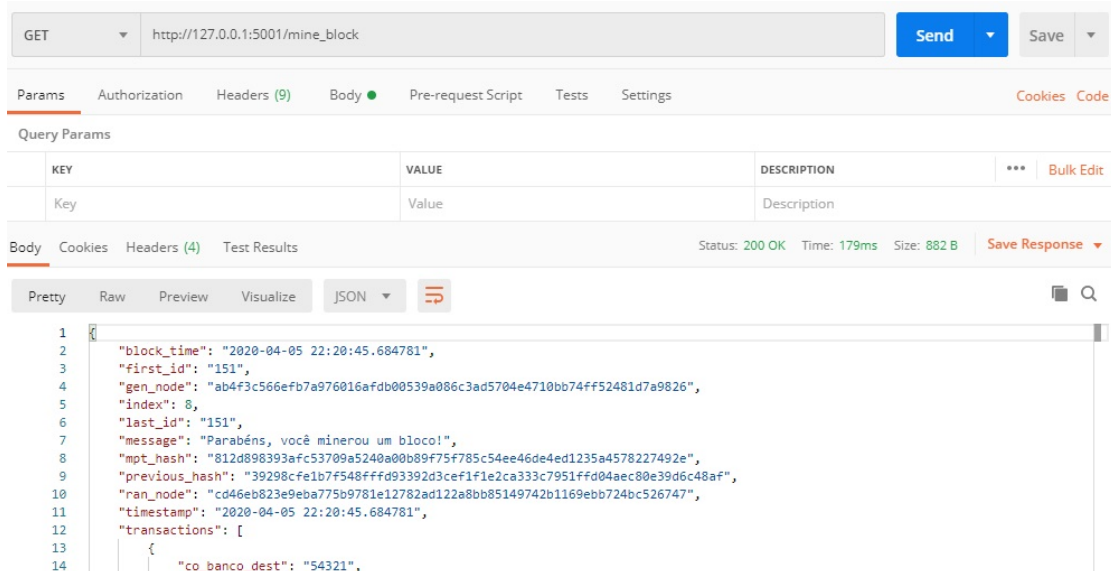 GET http://127.0.0.1:5001/mine_block Send Save
Params Authorization Headers (9) Body Pre-request Script Tests Settings Cookies Code
Query Params
KEY VALUE DESCRIPTION ••• Bulk Edit
Key Value Description
Body Cookies Headers (4) Test Results Status: 200 OK Time: 179ms Size: 882 B Save Response
Pretty Raw Preview Visualize JSON
1 {
2 "block_time": "2020-04-05 22:20:45.684781",
3 "first_id": "151",
4 "gen_node": "ab4f3c566efb7a976016afdb00539a086c3ad5704e4710bb74ff52481d7a9826",
5 "index": 8,
6 "last_id": "151",
7 "message": "Parabéns, você minerou um bloco!",
8 "mpt_hash": "812d898393afc53709a5240a00b89f75f785c54ee46de4ed1235a4578227492e",
9 "previous_hash": "39298cfe1b7f548fffd93392d3cef1f1e2ca333c7951ffd04aec80e39d6c48af",
10 "ran_node": "cd46eb823e9eba775b9781e12782ad122a8bb85149742b1169ebb724bc526747",
11 "timestamp": "2020-04-05 22:20:45.684781",
12 "transactions": [
13 {
14 "co_banco_dest": "54321",